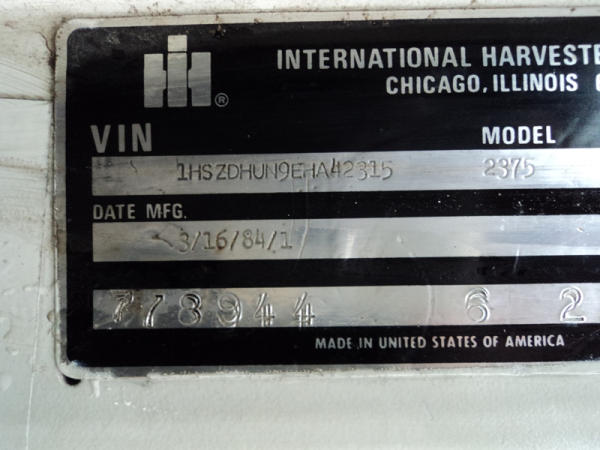 IH ®
INTERNATIONAL HARVESTE
CHICAGO, ILLINOIS
VIN MODEL
1HSZDHUN9EHA42315 2375
DATE MFG.
3/16/84/1
778944 6 2
MADE IN UNITED STATES OF AMERICA